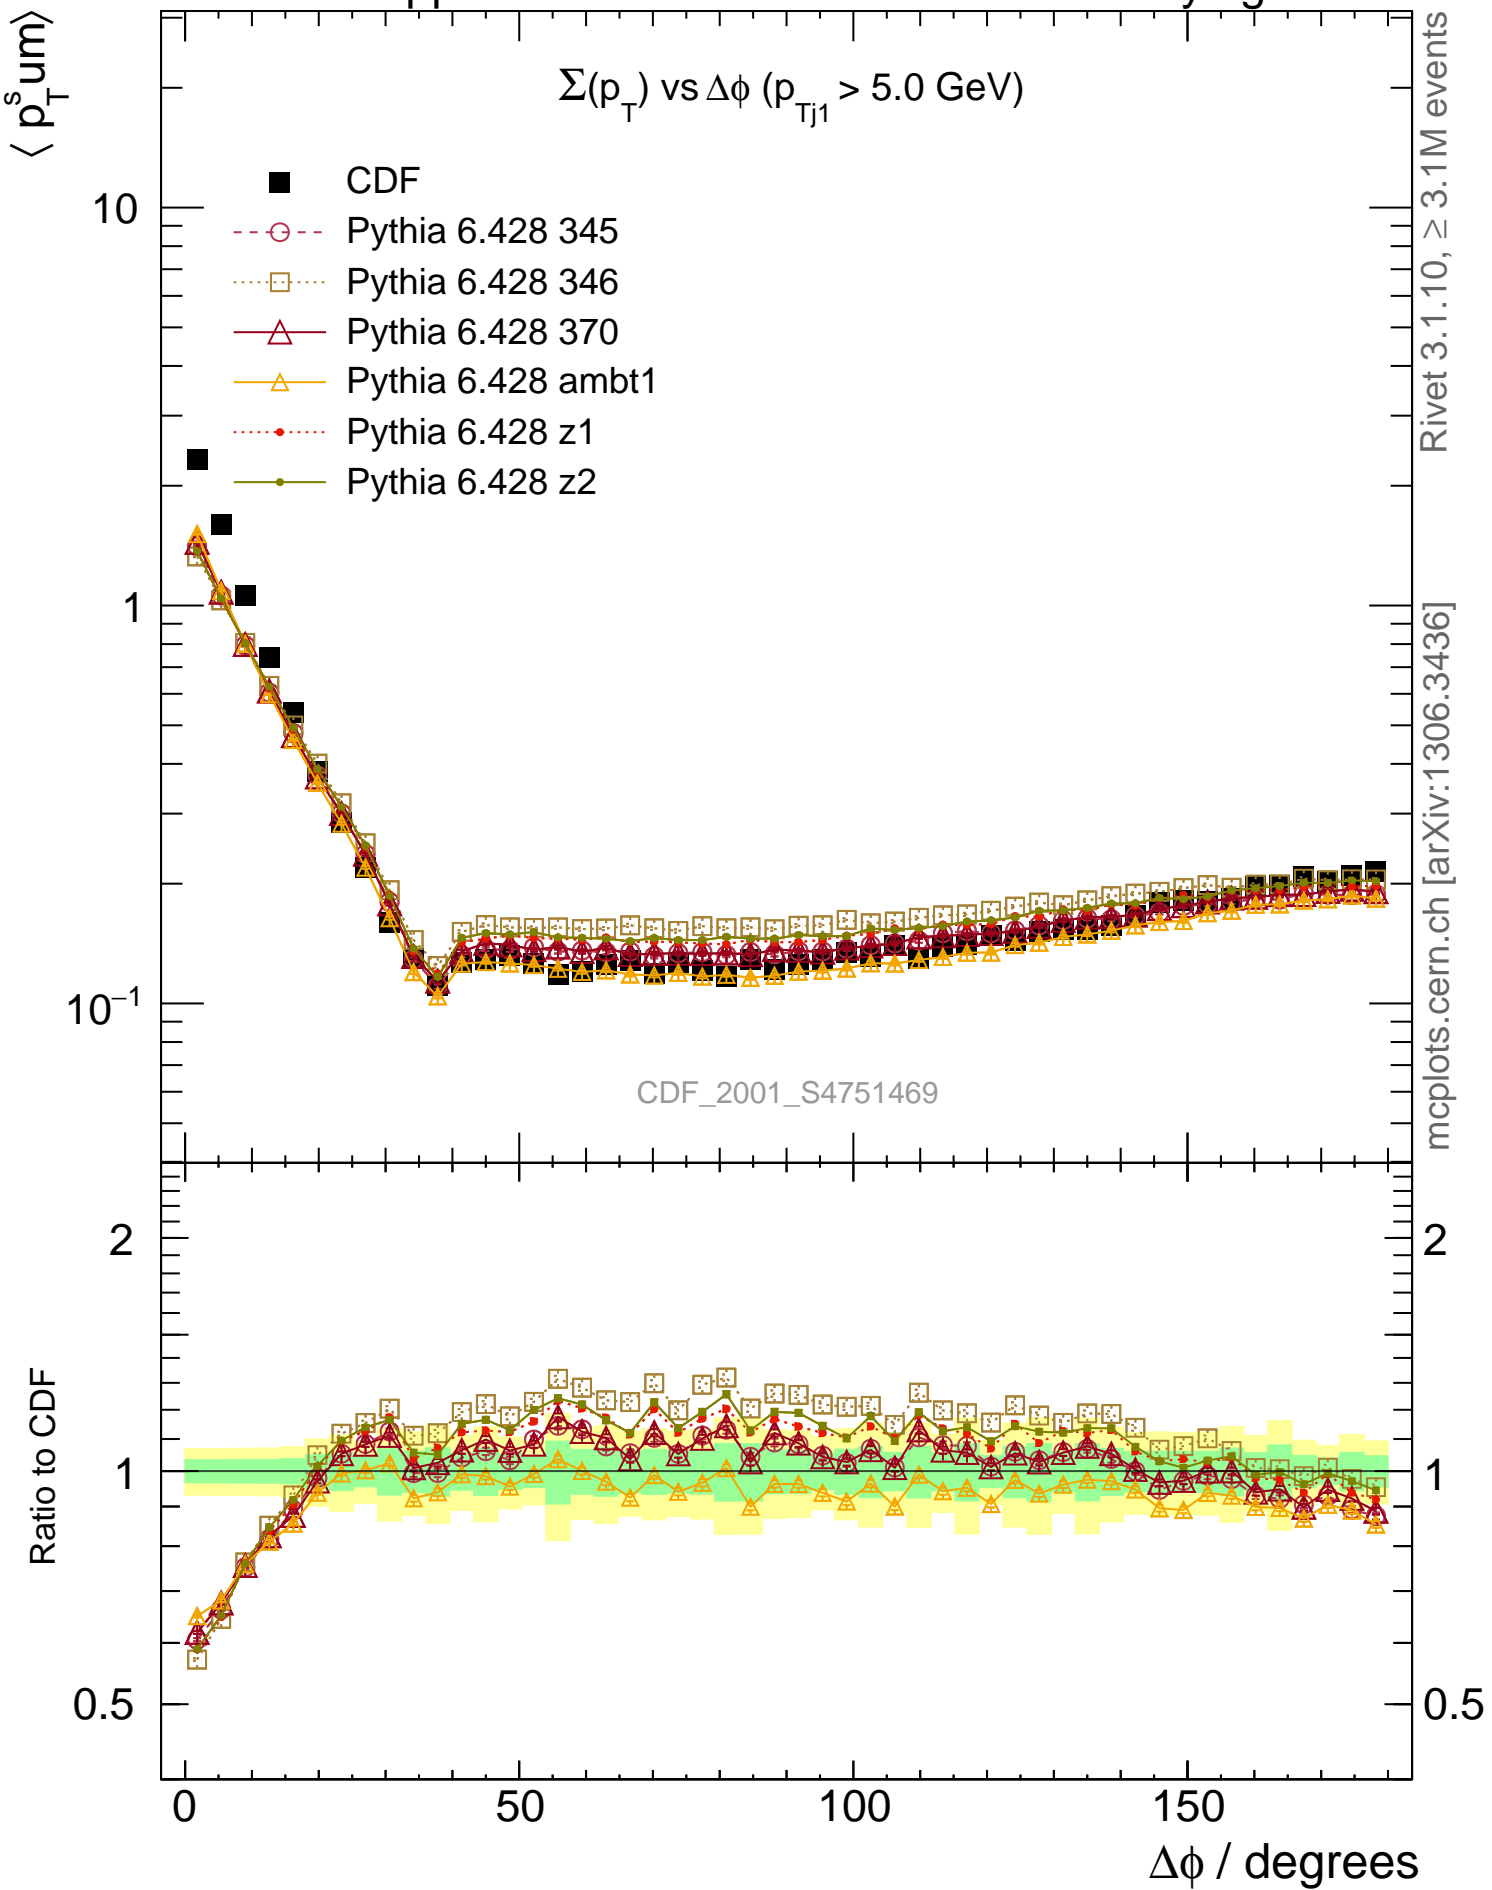 ⟨ p_T^s um⟩
Σ(p_T) vs Δϕ (p_Tj1 > 5.0 GeV)
CDF
Pythia 6.428 345
Pythia 6.428 346
Pythia 6.428 370
Pythia 6.428 ambt1
Pythia 6.428 z1
Pythia 6.428 z2
10
1
10⁻¹
CDF_2001_S4751469
Rivet 3.1.10, ≥ 3.1M events
mcplots.cern.ch [arXiv:1306.3436]
Ratio to CDF
2
1
0.5
2
1
0.5
0
50
100
150
Δϕ / degrees